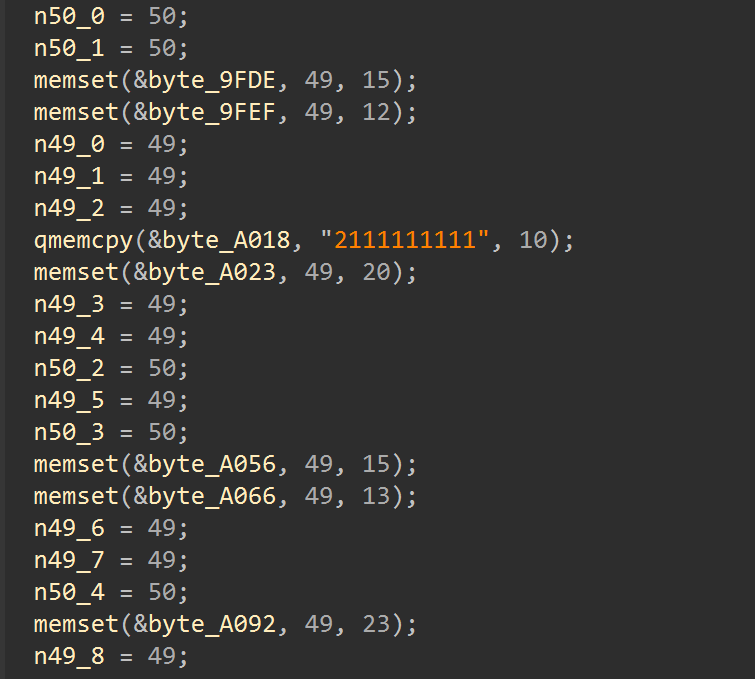 n50_0 = 50;
n50_1 = 50;
memset(&byte_9FDE, 49, 15);
memset(&byte_9FEF, 49, 12);
n49_0 = 49;
n49_1 = 49;
n49_2 = 49;
qmemcpy(&byte_A018, "2111111111", 10);
memset(&byte_A023, 49, 20);
n49_3 = 49;
n49_4 = 49;
n50_2 = 50;
n49_5 = 49;
n50_3 = 50;
memset(&byte_A056, 49, 15);
memset(&byte_A066, 49, 13);
n49_6 = 49;
n49_7 = 49;
n50_4 = 50;
memset(&byte_A092, 49, 23);
n49_8 = 49;